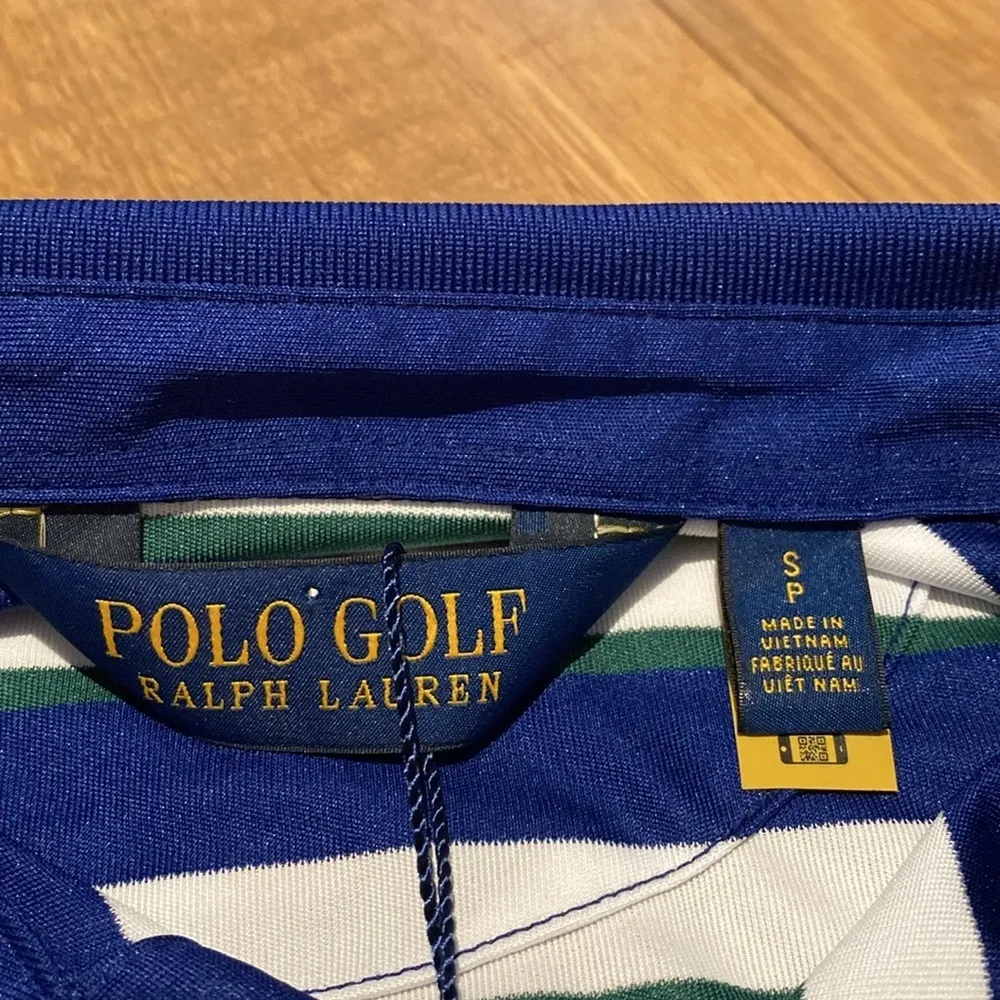 POLO GOLF
RALPH LAUREN
S
P
MADE IN
VIETNAM
FABRIQUÉ AU
VIÊT NAM